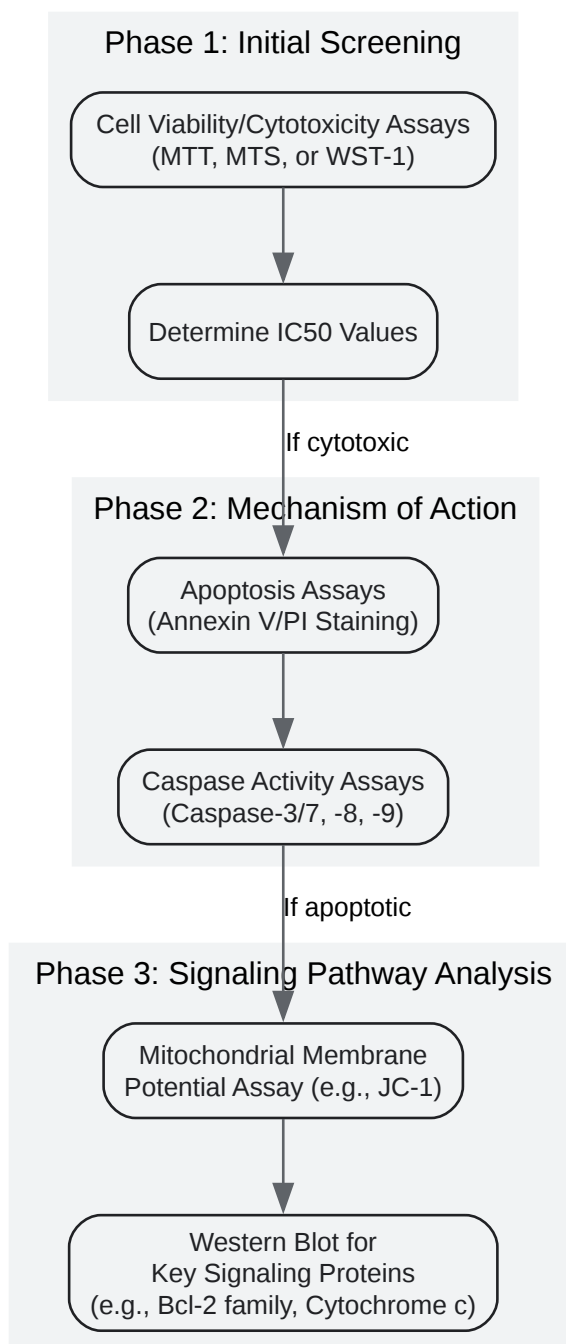 Phase 1: Initial Screening
Cell Viability/Cytotoxicity Assays
(MTT, MTS, or WST-1)
Determine IC50 Values
If cytotoxic
Phase 2: Mechanism of Action
Apoptosis Assays
(Annexin V/PI Staining)
Caspase Activity Assays
(Caspase-3/7, -8, -9)
If apoptotic
Phase 3: Signaling Pathway Analysis
Mitochondrial Membrane
Potential Assay (e.g., JC-1)
Western Blot for
Key Signaling Proteins
(e.g., Bcl-2 family, Cytochrome c)